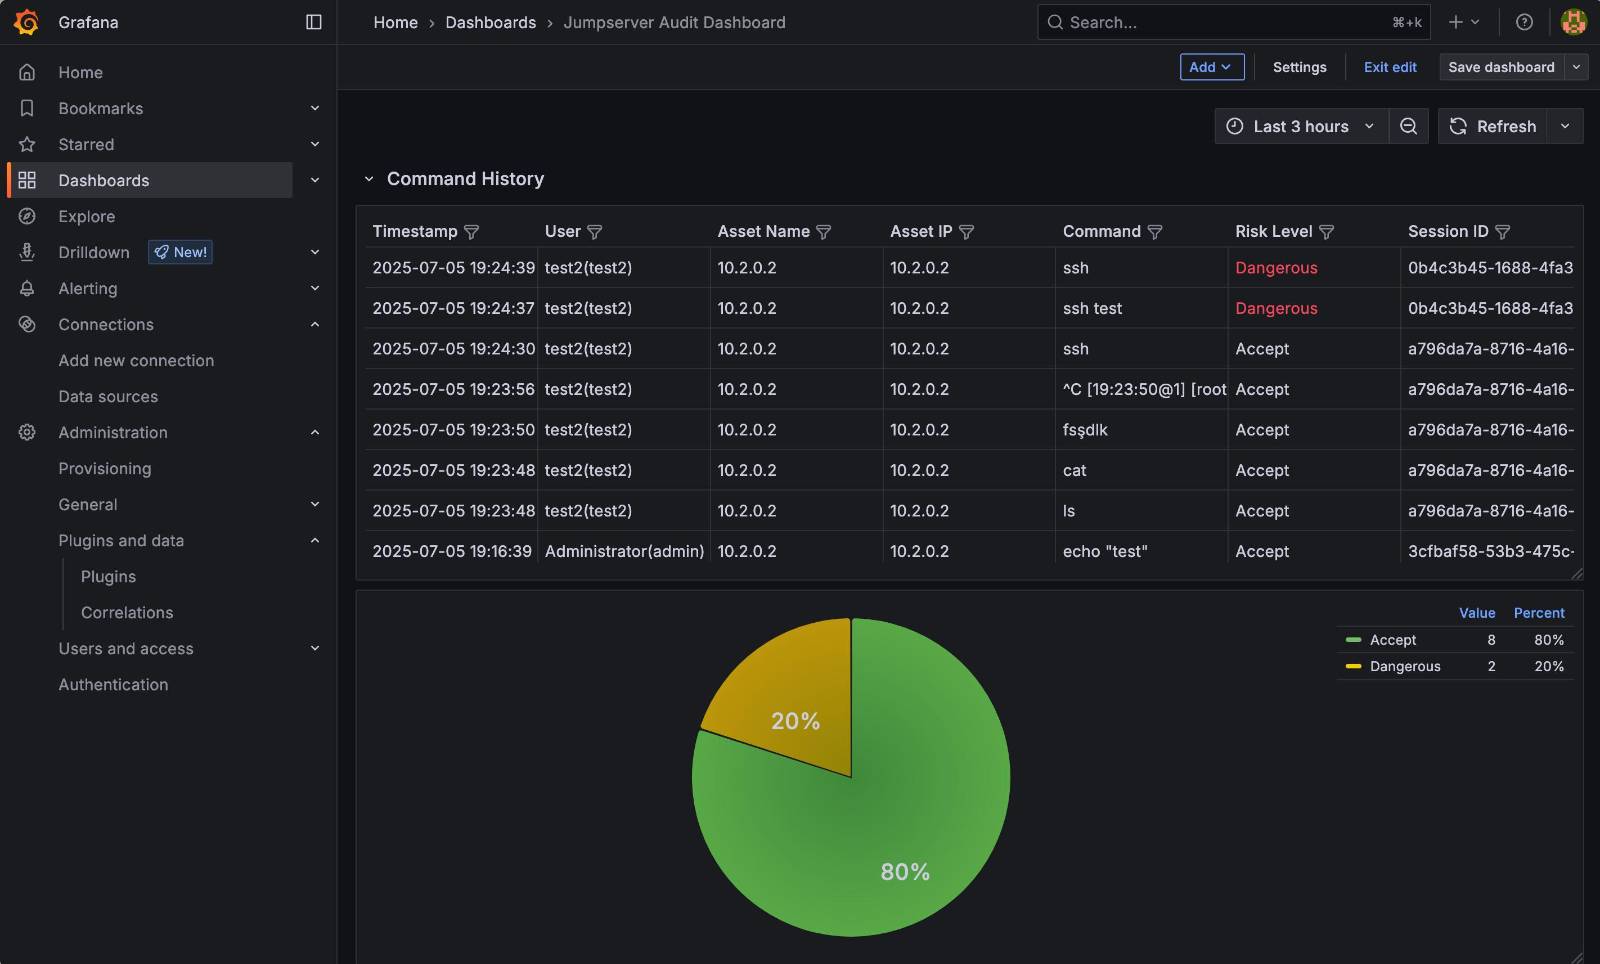 Grafana
Home › Dashboards › Jumpserver Audit Dashboard
Search...
⌘+k
Add
Settings
Exit edit
Save dashboard
Home
Bookmarks
Starred
Dashboards
Explore
Drilldown
New!
Alerting
Connections
Add new connection
Data sources
Administration
Provisioning
General
Plugins and data
Plugins
Correlations
Users and access
Authentication
Last 3 hours
Refresh
Command History
Timestamp User Asset Name Asset IP Command Risk Level Session ID
2025-07-05 19:24:39 test2(test2) 10.2.0.2 10.2.0.2 ssh Dangerous 0b4c3b45-1688-4fa3
2025-07-05 19:24:37 test2(test2) 10.2.0.2 10.2.0.2 ssh test Dangerous 0b4c3b45-1688-4fa3
2025-07-05 19:24:30 test2(test2) 10.2.0.2 10.2.0.2 ssh Accept a796da7a-8716-4a16-
2025-07-05 19:23:56 test2(test2) 10.2.0.2 10.2.0.2 ^C [19:23:50@1] [root Accept a796da7a-8716-4a16-
2025-07-05 19:23:50 test2(test2) 10.2.0.2 10.2.0.2 fsşdlk Accept a796da7a-8716-4a16-
2025-07-05 19:23:48 test2(test2) 10.2.0.2 10.2.0.2 cat Accept a796da7a-8716-4a16-
2025-07-05 19:23:48 test2(test2) 10.2.0.2 10.2.0.2 ls Accept a796da7a-8716-4a16-
2025-07-05 19:16:39 Administrator(admin) 10.2.0.2 10.2.0.2 echo "test" Accept 3cfbaf58-53b3-475c-
Value Percent
Accept 8 80%
Dangerous 2 20%
20%
80%